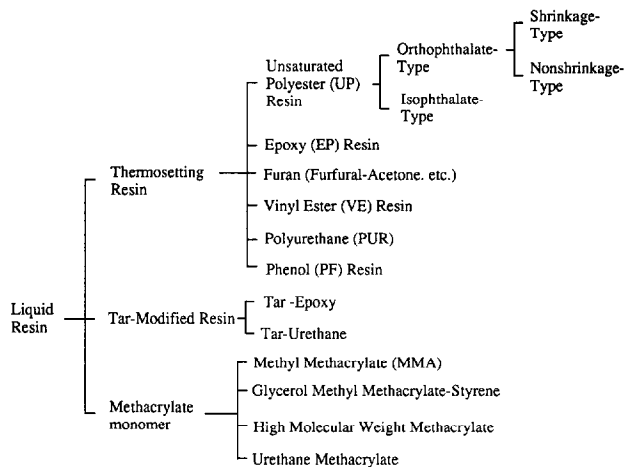 Shrinkage-
Type
Orthophthalate-
Type
Unsaturated
Polyester (UP)
Resin
Nonshrinkage-
Type
Isophthalate-
Type
Epoxy (EP) Resin
Thermosetting
Resin
Furan (Furfural-Acetone. etc.)
Vinyl Ester (VE) Resin
Polyurethane (PUR)
Phenol (PF) Resin
Liquid
Resin
Tar-Modified Resin
Tar -Epoxy
Tar-Urethane
Methyl Methacrylate (MMA)
Glycerol Methyl Methacrylate-Styrene
Methacrylate
monomer
High Molecular Weight Methacrylate
Urethane Methacrylate